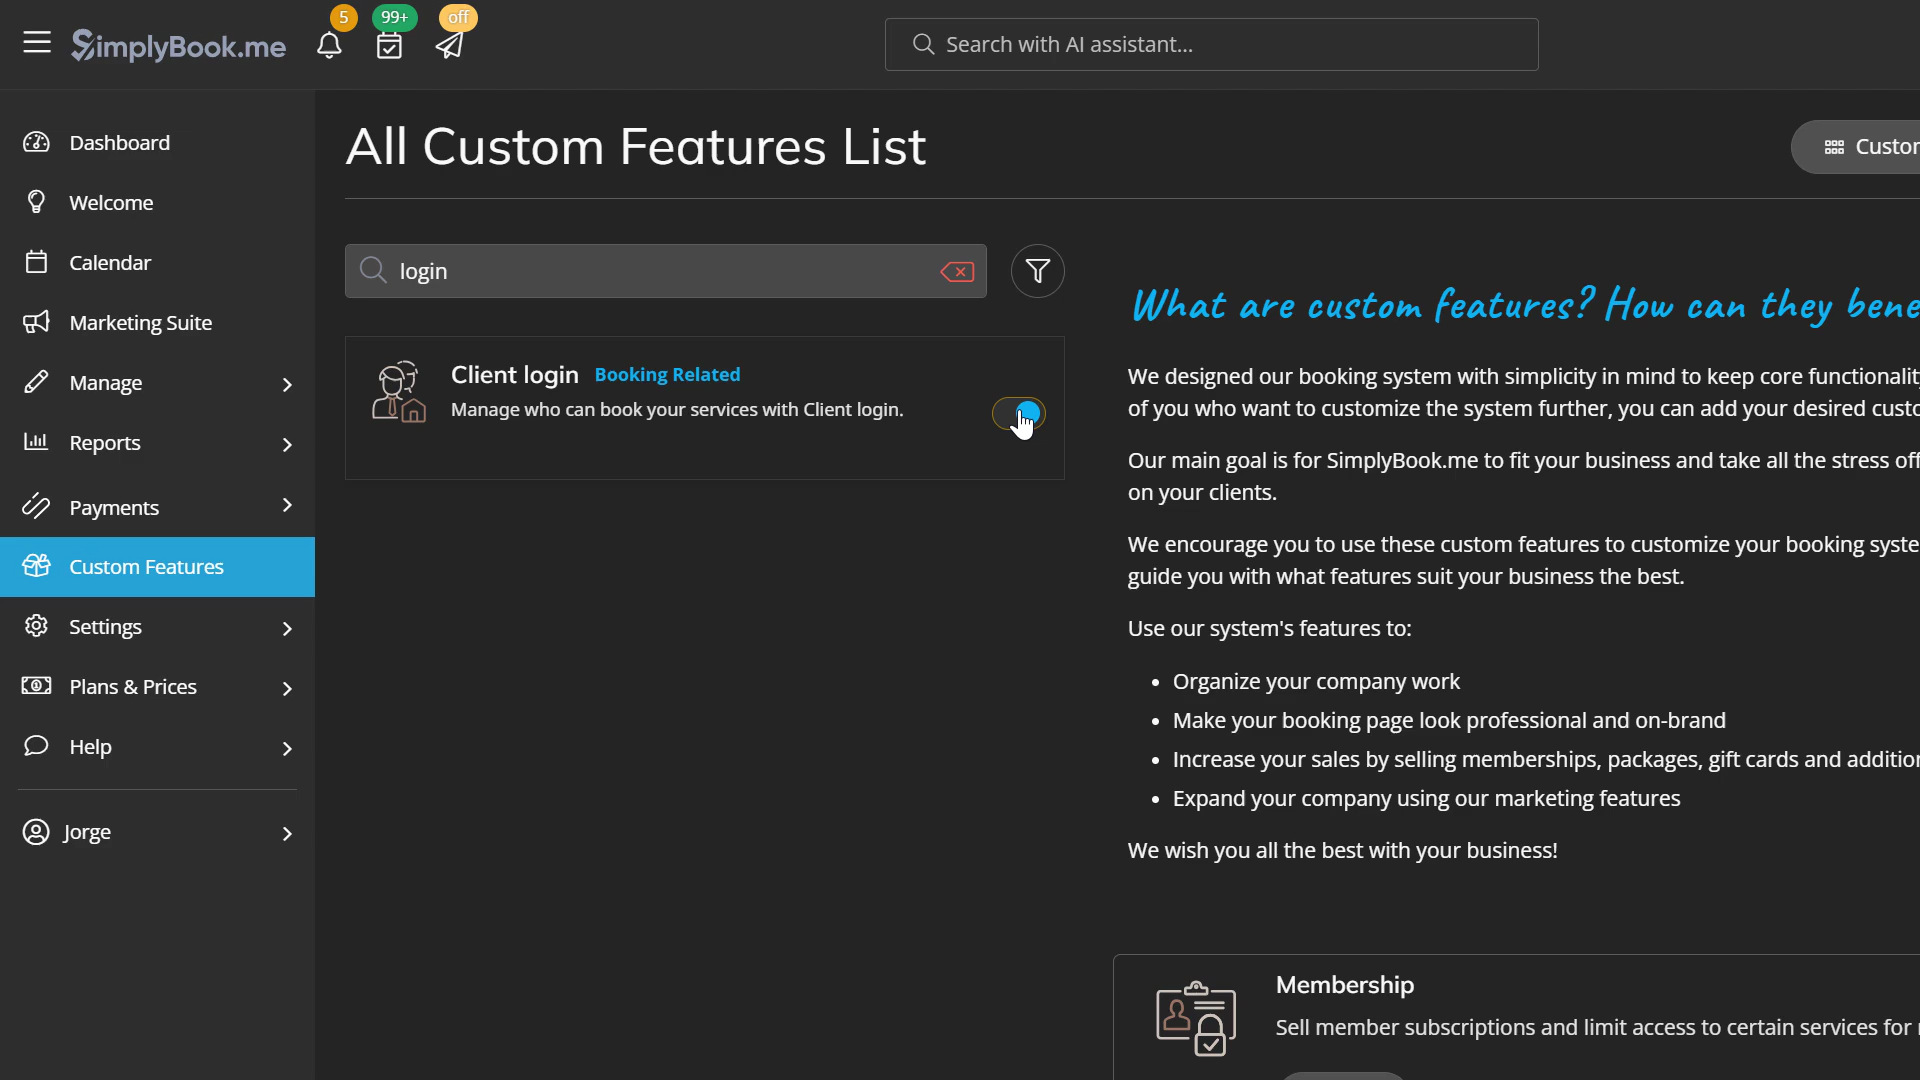 SimplyBook.me
5
99+
off
Search with AI assistant...
Dashboard
Welcome
Calendar
Marketing Suite
Manage
Reports
Payments
Custom Features
Settings
Plans & Prices
Help
Jorge
All Custom Features List
login
Client login Booking Related
Manage who can book your services with Client login.
What are custom features? How can they
We designed our booking system with simplicity in mind to keep core
of you who want to customize the system further, you can add your desired
Our main goal is for SimplyBook.me to fit your business and take all the stress off
on your clients.
We encourage you to use these custom features to customize your booking
guide you with what features suit your business the best.
Use our system's features to:
• Organize your company work
• Make your booking page look professional and on-brand
• Increase your sales by selling memberships, packages, gift cards and
• Expand your company using our marketing features
We wish you all the best with your business!
Membership
Sell member subscriptions and limit access to certain services for